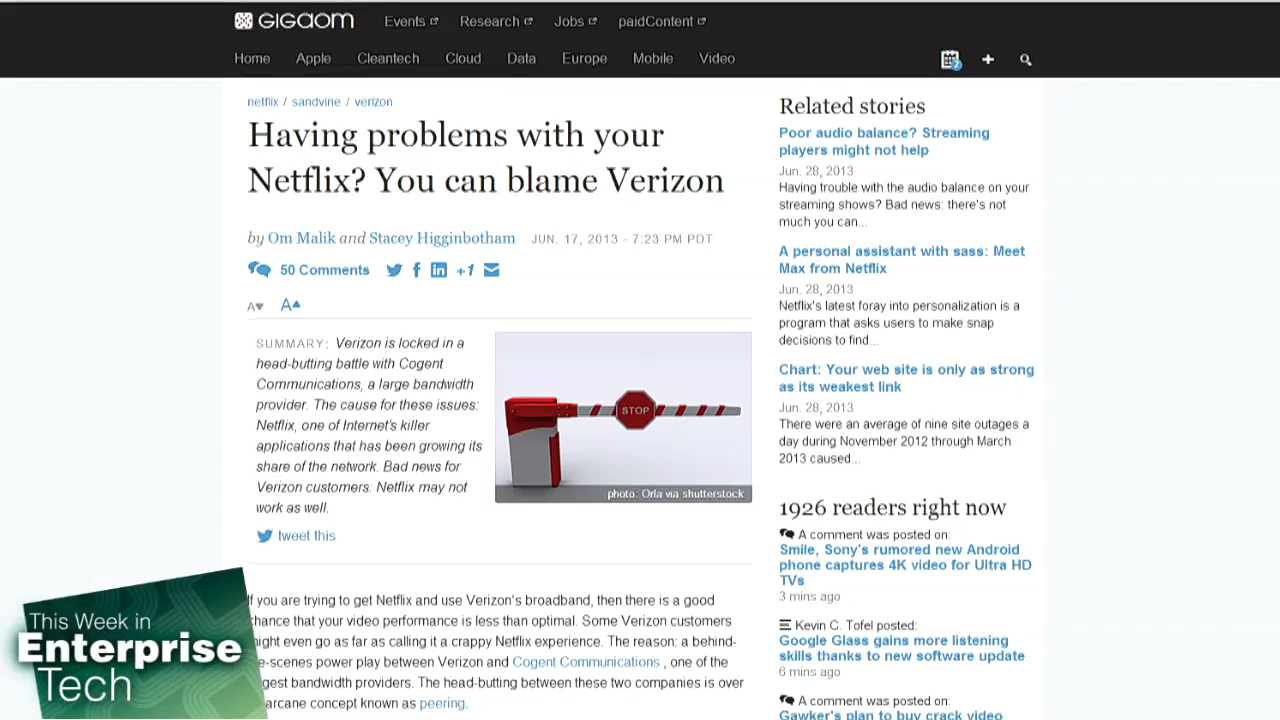 GIGAOM Events Research Jobs paidContent
Home Apple Cleantech Cloud Data Europe Mobile Video 2
netflix / sandvine / verizon
Having problems with your
Netflix? You can blame Verizon
by Om Malik and Stacey Higginbotham JUN. 17, 2013 - 7:23 PM PDT
50 Comments +1
A A
SUMMARY: Verizon is locked in a
head-butting battle with Cogent
Communications, a large bandwidth
provider. The cause for these issues:
Netflix, one of Internet's killer
applications that has been growing its
share of the network. Bad news for
Verizon customers: Netflix may not
work as well.
STOP
photo: Orla via shutterstock
tweet this
If you are trying to get Netflix and use Verizon's broadband, then there is a good
chance that your video performance is less than optimal. Some Verizon customers
might even go as far as calling it a crappy Netflix experience. The reason: a behind-
e-scenes power play between Verizon and Cogent Communications , one of the
gest bandwidth providers. The head-butting between these two companies is over
arcane concept known as peering.
Related stories
Poor audio balance? Streaming
players might not help
Jun. 28, 2013
Having trouble with the audio balance on your
streaming shows? Bad news: there's not
much you can...
A personal assistant with sass: Meet
Max from Netflix
Jun. 28, 2013
Netflix's latest foray into personalization is a
program that asks users to make snap
decisions to find...
Chart: Your web site is only as strong
as its weakest link
Jun. 28, 2013
There were an average of nine site outages a
day during November 2012 through March
2013 caused...
1926 readers right now
A comment was posted on:
Smile, Sony's rumored new Android
phone captures 4K video for Ultra HD
TVs
3 mins ago
Kevin C. Tofel posted:
Google Glass gains more listening
skills thanks to new software update
6 mins ago
A comment was posted on:
Gawker's plan to buy crack video
This Week in
Enterprise
Tech